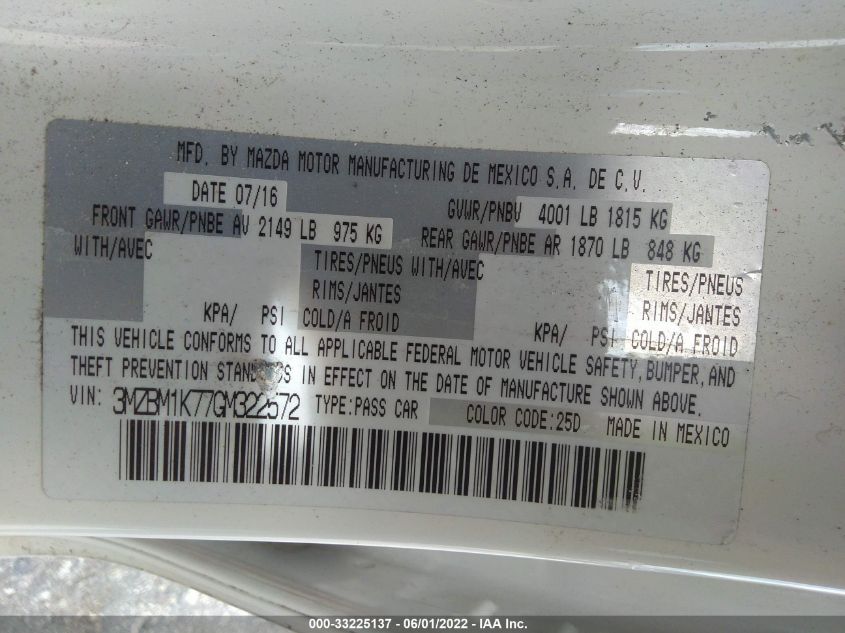 MFD. BY MAZDA MOTOR MANUFACTURING DE MEXICO S.A. DE C.V.
DATE 07/16 GVWR/PNBV 4001 LB 1815 KG
FRONT GAWR/PNBE AV 2149 LB 975 KG REAR GAWR/PNBE AR 1870 LB 848 KG
WITH/AVEC TIRES/PNEUS WITH/AVEC TIRES/PNEUS
RIMS/JANTES RIMS/JANTES
KPA/ PSI COLD/A FROID KPA/ PSI COLD/A FROID
THIS VEHICLE CONFORMS TO ALL APPLICABLE FEDERAL MOTOR VEHICLE SAFETY, BUMPER, AND
THEFT PREVENTION STANDARDS IN EFFECT ON THE DATE OF MANUFACTURE SHOWN ABOVE.
VIN: 3MZBM1K77GM322572 TYPE:PASS CAR COLOR CODE:25D MADE IN MEXICO
000-33225137 - 06/01/2022 - IAA Inc.